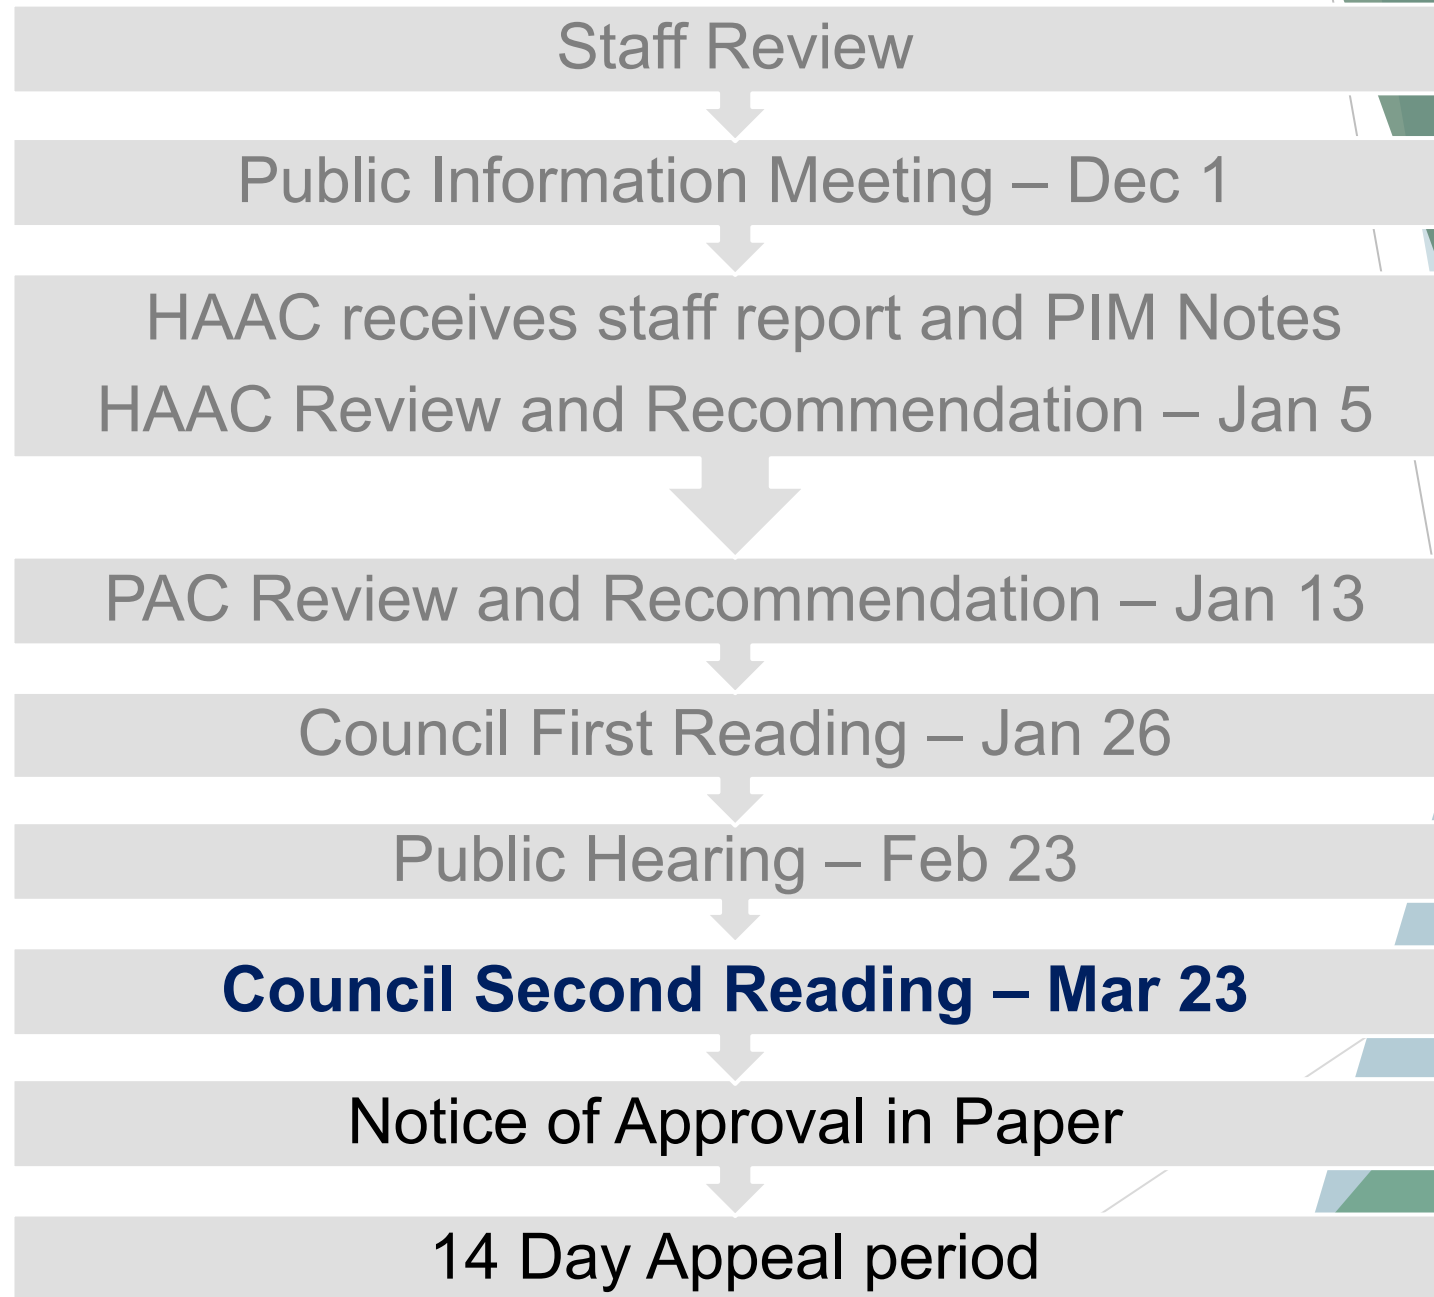 Staff Review
Public Information Meeting – Dec 1
HAAC receives staff report and PIM Notes
HAAC Review and Recommendation – Jan 5
PAC Review and Recommendation – Jan 13
Council First Reading – Jan 26
Public Hearing – Feb 23
Council Second Reading – Mar 23
Notice of Approval in Paper
14 Day Appeal period